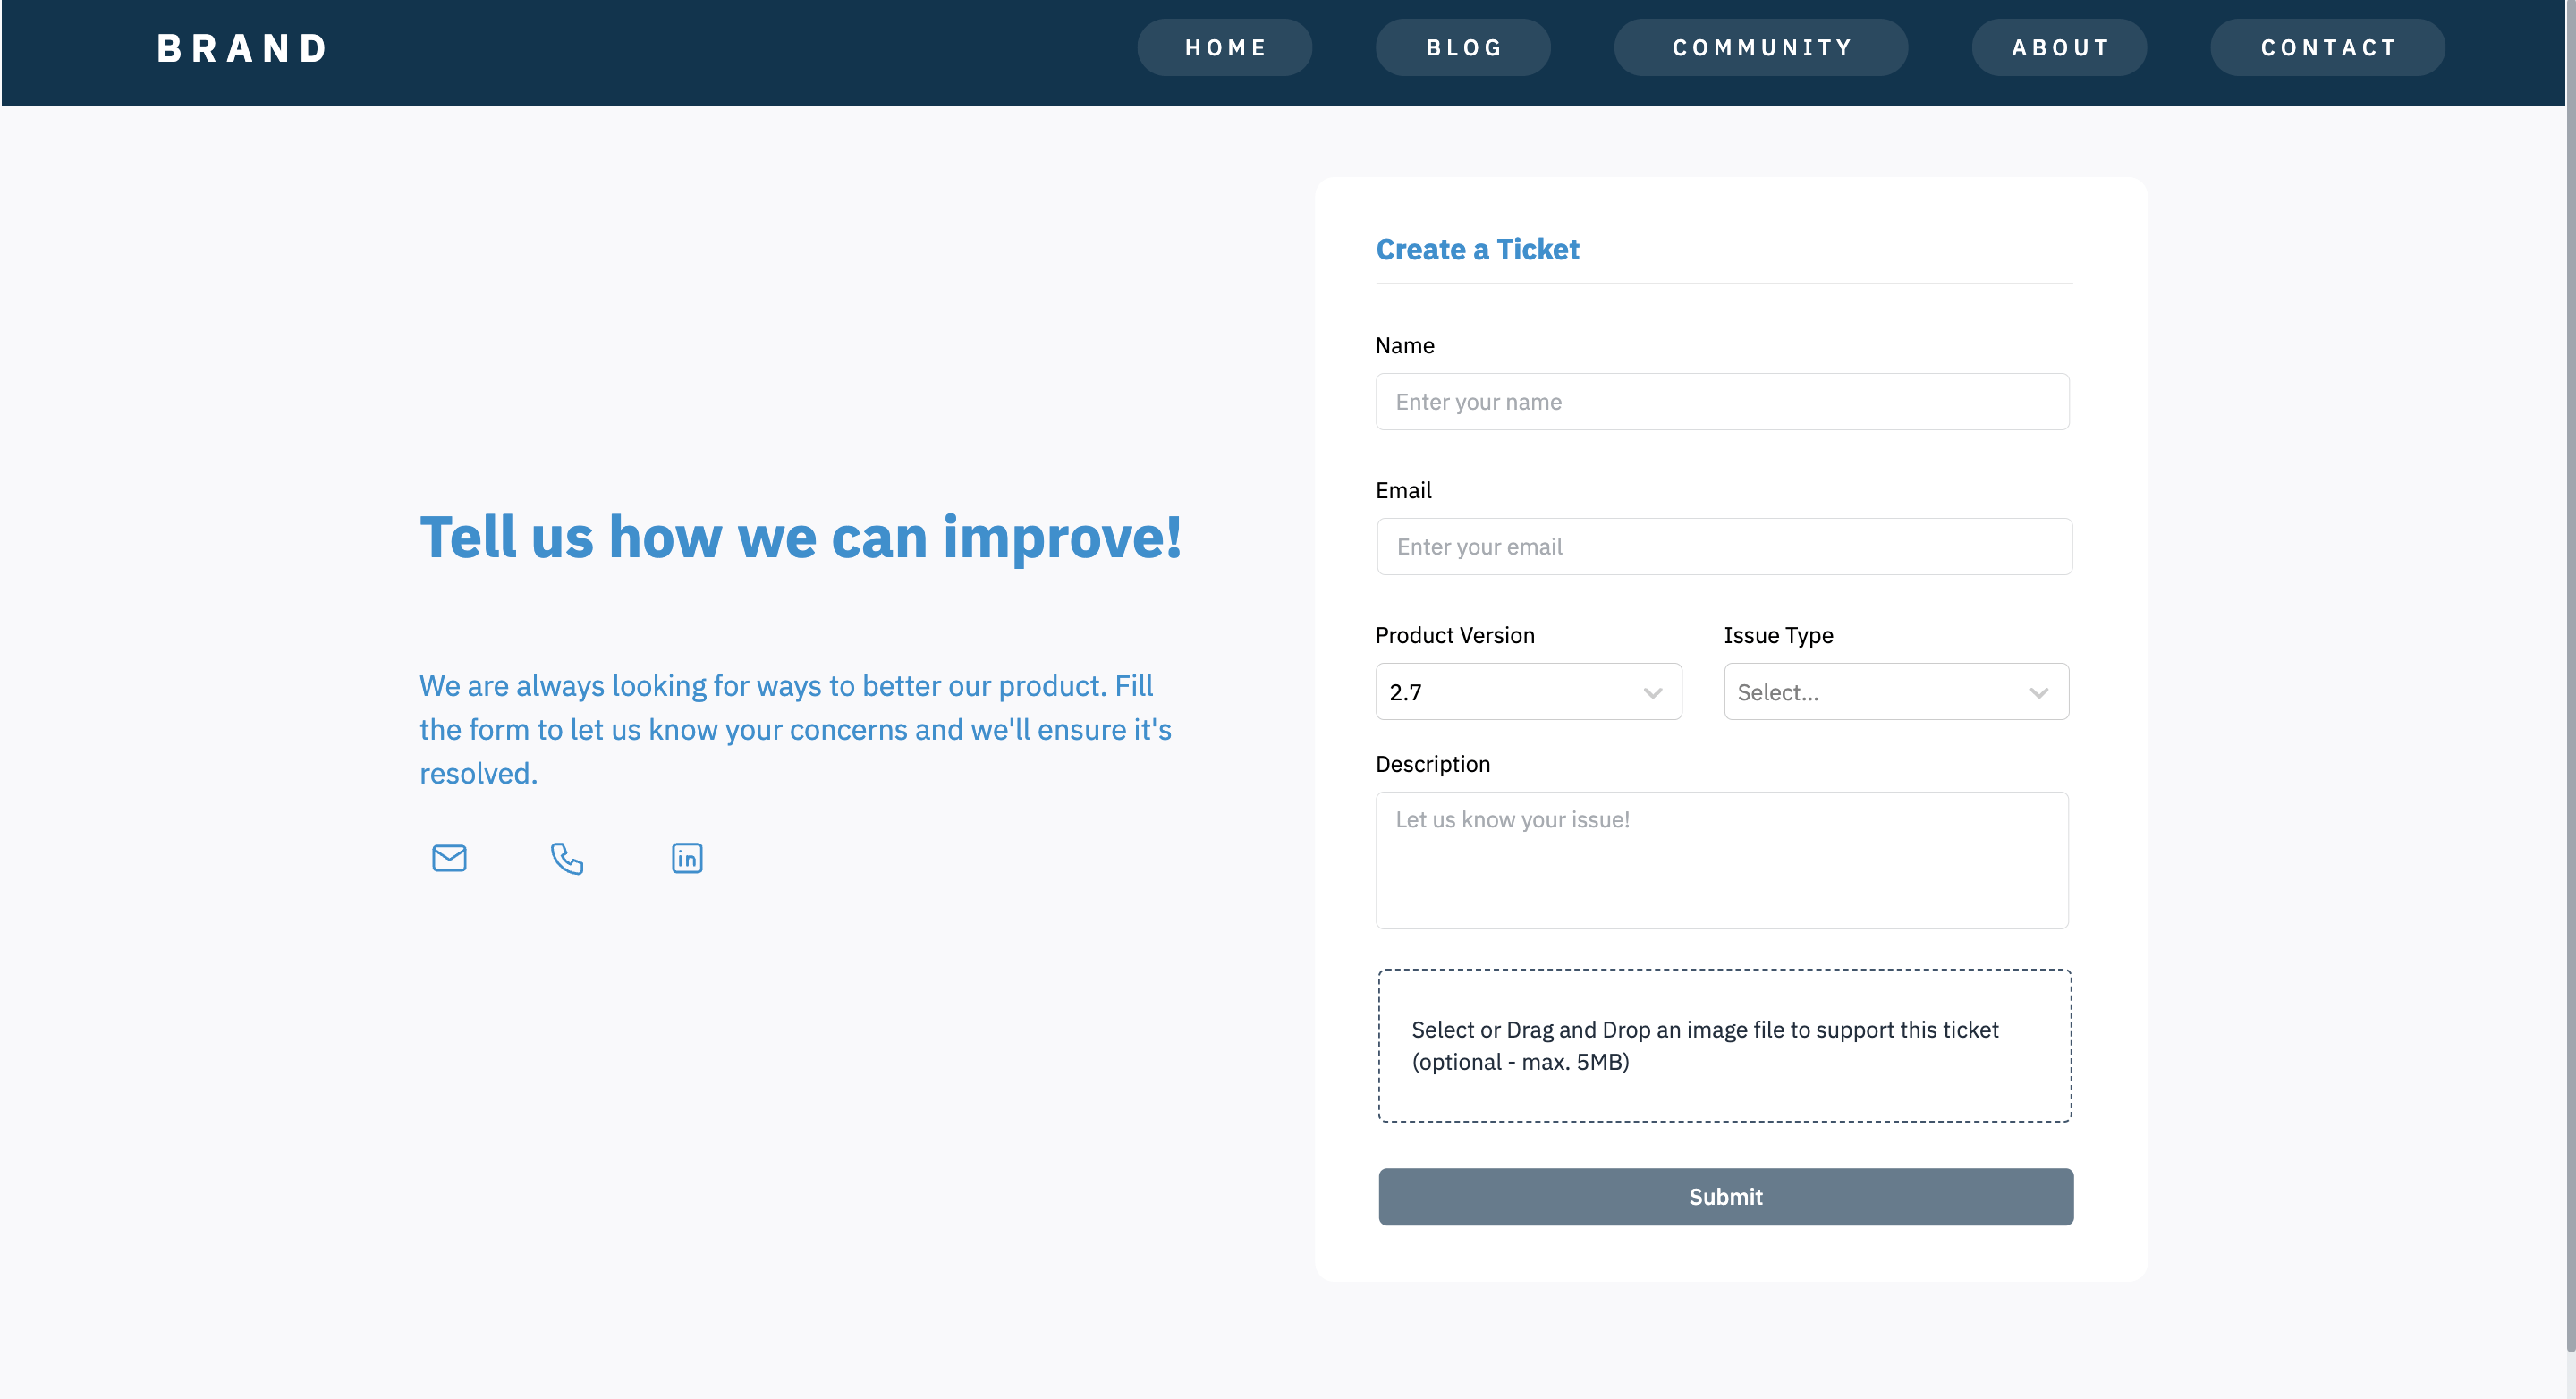 BRAND
HOME
BLOG
COMMUNITY
ABOUT
CONTACT
Tell us how we can improve!
We are always looking for ways to better our product. Fill
the form to let us know your concerns and we'll ensure it's
resolved.
in
Create a Ticket
Name
Enter your name
Email
Enter your email
Product Version
Issue Type
2.7
Select...
Description
Let us know your issue!
Select or Drag and Drop an image file to support this ticket
(optional - max. 5MB)
Submit